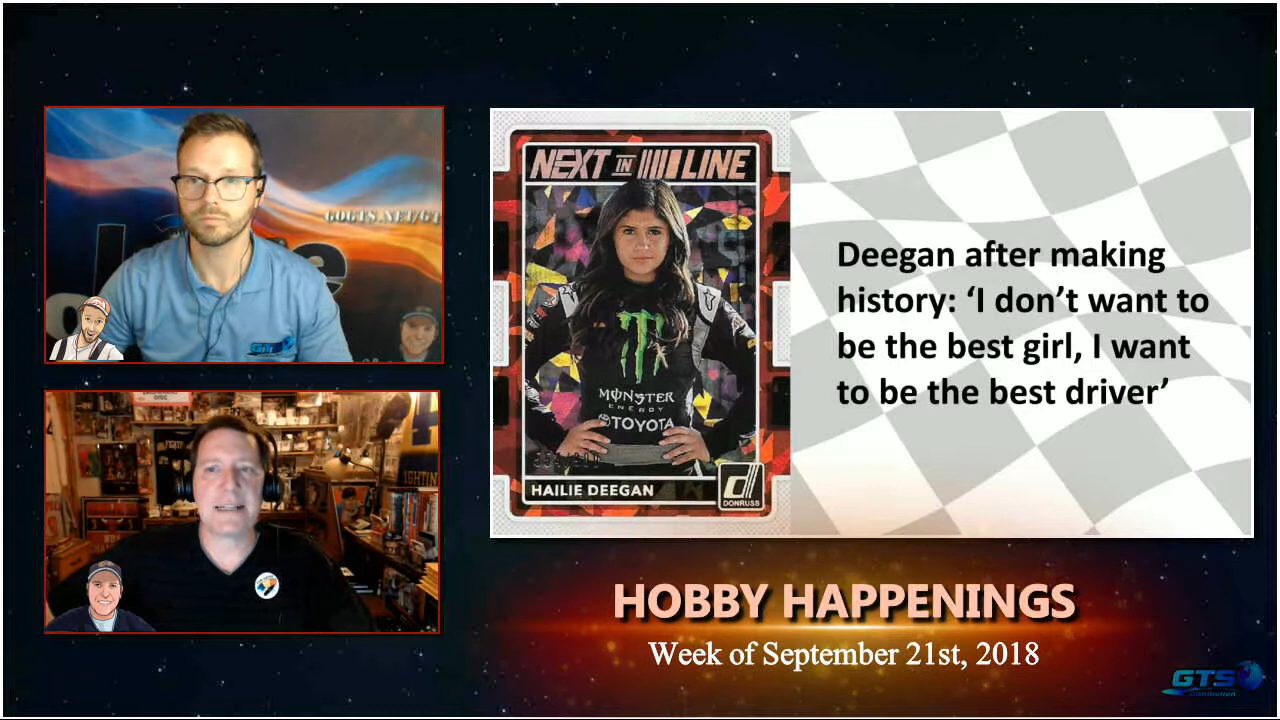 GOGTS.NET/GT
GTS
NEXT IN LINE
MONSTER
ENERGY
TOYOTA
HAILIE DEEGAN
DONRUSS
Deegan after making
history: ‘I don’t want to
be the best girl, I want
to be the best driver’
HOBBY HAPPENINGS
Week of September 21st, 2018
GTS